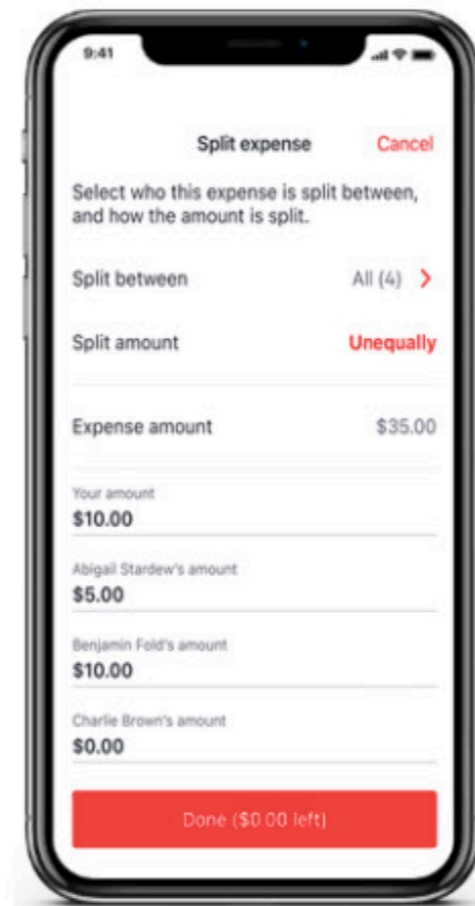 9:41
Split expense Cancel
Select who this expense is split between,
and how the amount is split.
Split between All (4) >
Split amount Unequally
Expense amount $35.00
Your amount
$10.00
Abigail Stardew's amount
$5.00
Benjamin Fold's amount
$10.00
Charlie Brown's amount
$0.00
Done ($0.00 left)